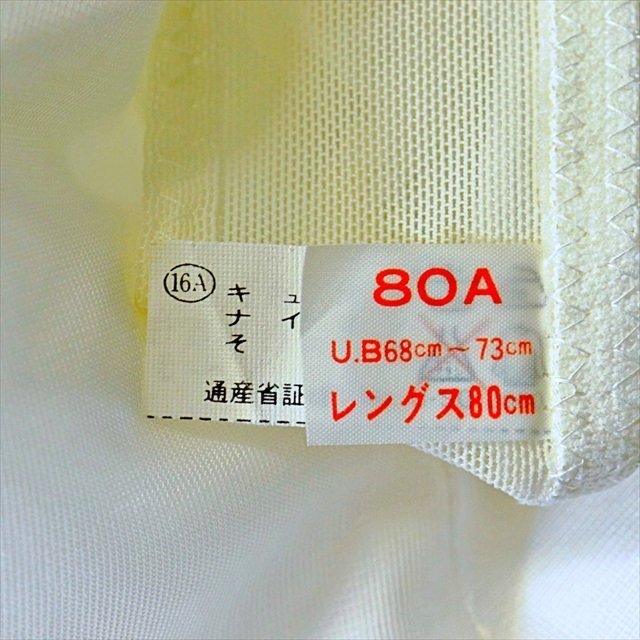 16A
キ ュ
ナ イ
そ
通産省証
80A
U.B68cm～73cm
レングス80cm